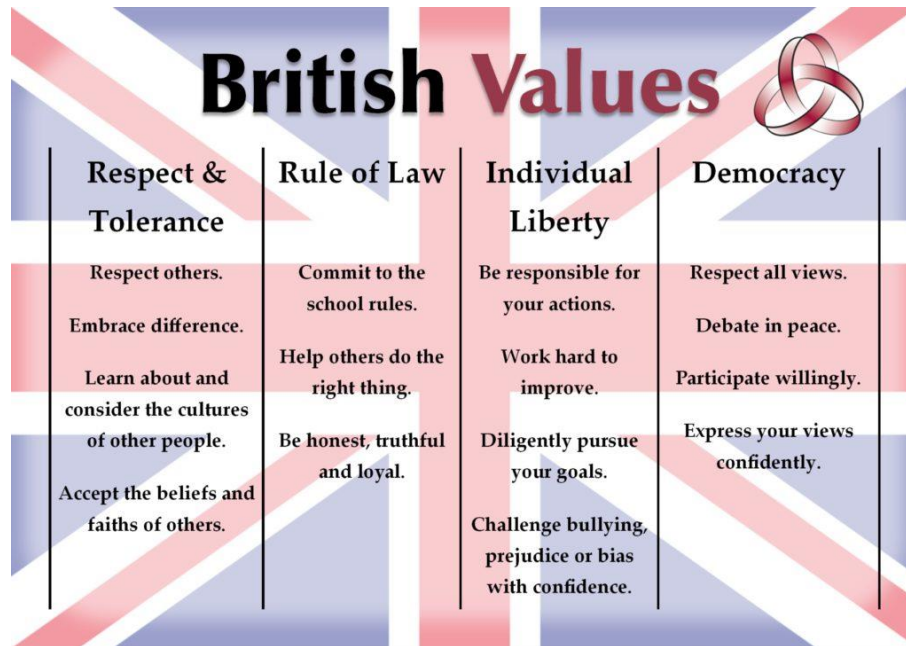 British Values
Respect &
Tolerance
Respect others.
Embrace difference.
Learn about and
consider the cultures
of other people.
Accept the beliefs and
faiths of others.
Rule of Law
Commit to the
school rules.
Help others do the
right thing.
Be honest, truthful
and loyal.
Individual
Liberty
Be responsible for
your actions.
Work hard to
improve.
Diligently pursue
your goals.
Challenge bullying,
prejudice or bias
with confidence.
Democracy
Respect all views.
Debate in peace.
Participate willingly.
Express your views
confidently.